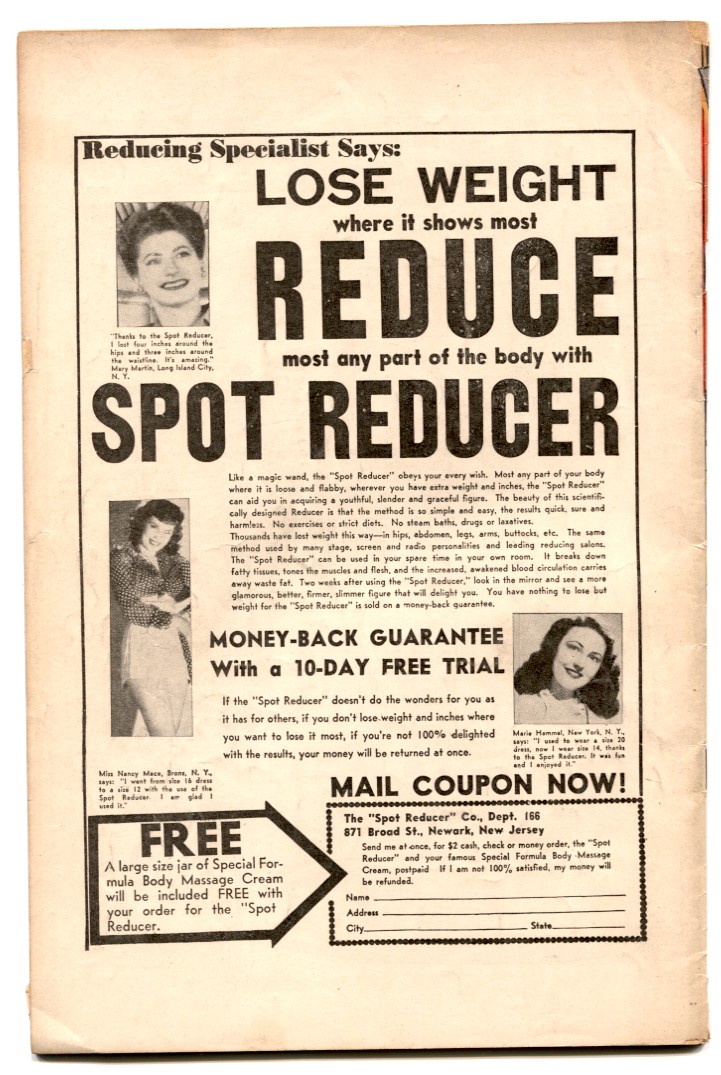 Reducing Specialist Says:
LOSE WEIGHT
where it shows most
REDUCE
most any part of the body with
SPOT REDUCER
"Thanks to the Spot Reducer,
I lost four inches around the
hips and three inches around
the waistline. It's amazing."
Mary Martin, Long Island City,
N. Y.
Like a magic wand, the "Spot Reducer" obeys your every wish. Most any part of your body
where it is loose and flabby, wherever you have extra weight and inches, the "Spot Reducer"
can aid you in acquiring a youthful, slender and graceful figure. The beauty of this scientifi-
cally designed Reducer is that the method is so simple and easy, the results quick, sure and
harmless. No exercises or strict diets. No steam baths, drugs or laxatives.
Thousands have lost weight this way—in hips, abdomen, legs, arms, buttocks, etc. The same
method used by many stage, screen and radio personalities and leading reducing salons.
The "Spot Reducer" can be used in your spare time in your own room. It breaks down
fatty tissues, tones the muscles and flesh, and the increased, awakened blood circulation carries
away waste fat. Two weeks after using the "Spot Reducer," look in the mirror and see a more
glamorous, better, firmer, slimmer figure that will delight you. You have nothing to lose but
weight for the "Spot Reducer" is sold on a money-back guarantee.
MONEY-BACK GUARANTEE
With a 10-DAY FREE TRIAL
If the "Spot Reducer" doesn't do the wonders for you as
it has for others, if you don't lose weight and inches where
you want to lose it most, if you're not 100% delighted
with the results, your money will be returned at once.
Miss Nancy Mace, Bronx, N. Y.,
says: "I went from size 16 dress
to a size 12 with the use of the
Spot Reducer. I am glad I
used it."
Marie Hammel, New York, N. Y.,
says: "I used to wear a size 20
dress, now I wear size 14, thanks
to the Spot Reducer. It was fun
and I enjoyed it."
MAIL COUPON NOW!
FREE
A large size jar of Special For-
mula Body Massage Cream
will be included FREE with
your order for the "Spot
Reducer.
The "Spot Reducer" Co., Dept. 166
871 Broad St., Newark, New Jersey
Send me at once, for $2 cash, check or money order, the "Spot
Reducer" and your famous Special Formula Body Massage
Cream, postpaid If I am not 100% satisfied, my money will
be refunded.
Name
Address
City State